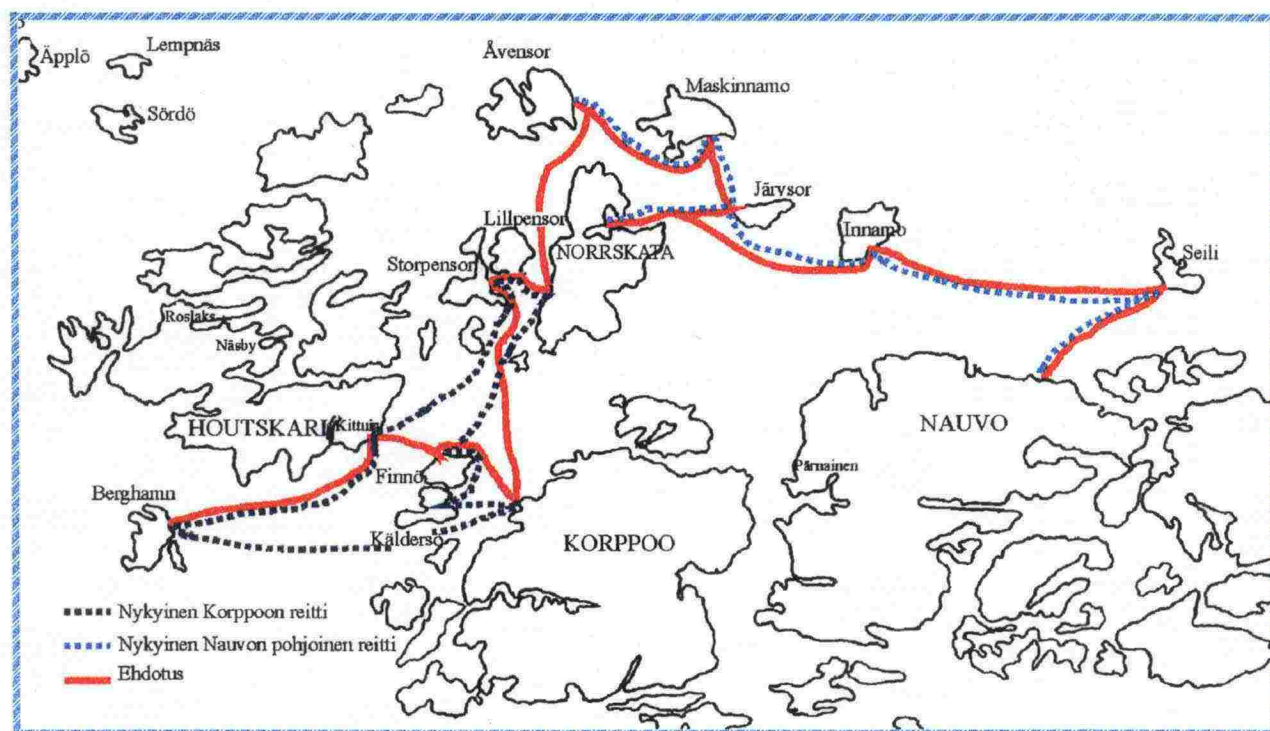 Åvensor
Lempnäs
Äpplö
Maskinnamo
Sördö
Järvsor
Lillpensor
Innamo
NORRSKATA
Seili
Storpensor
Roslaks
Näsby
HOUTSKARI
Kittuis
NAUVO
Pärnäinen
Finnö
Berghamn
Käldersö
KORPPOO
Nykyinen Korppoon reitti
Nykyinen Nauvon pohjoinen reitti
Ehdotus